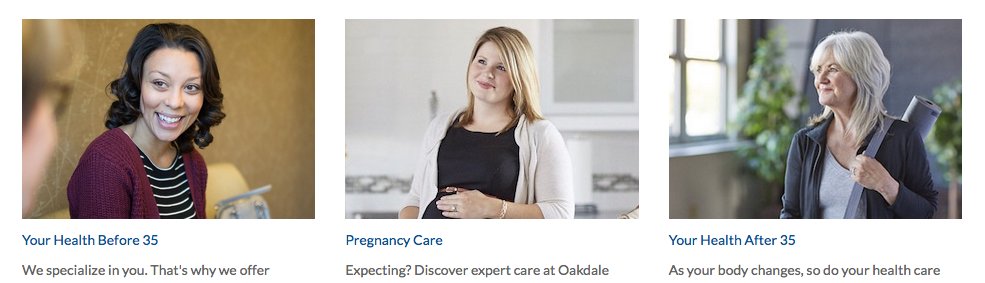 Your Health Before 35
Pregnancy Care
Your Health After 35
We specialize in you. That's why we offer
Expecting? Discover expert care at Oakdale
As your body changes, so do your health care